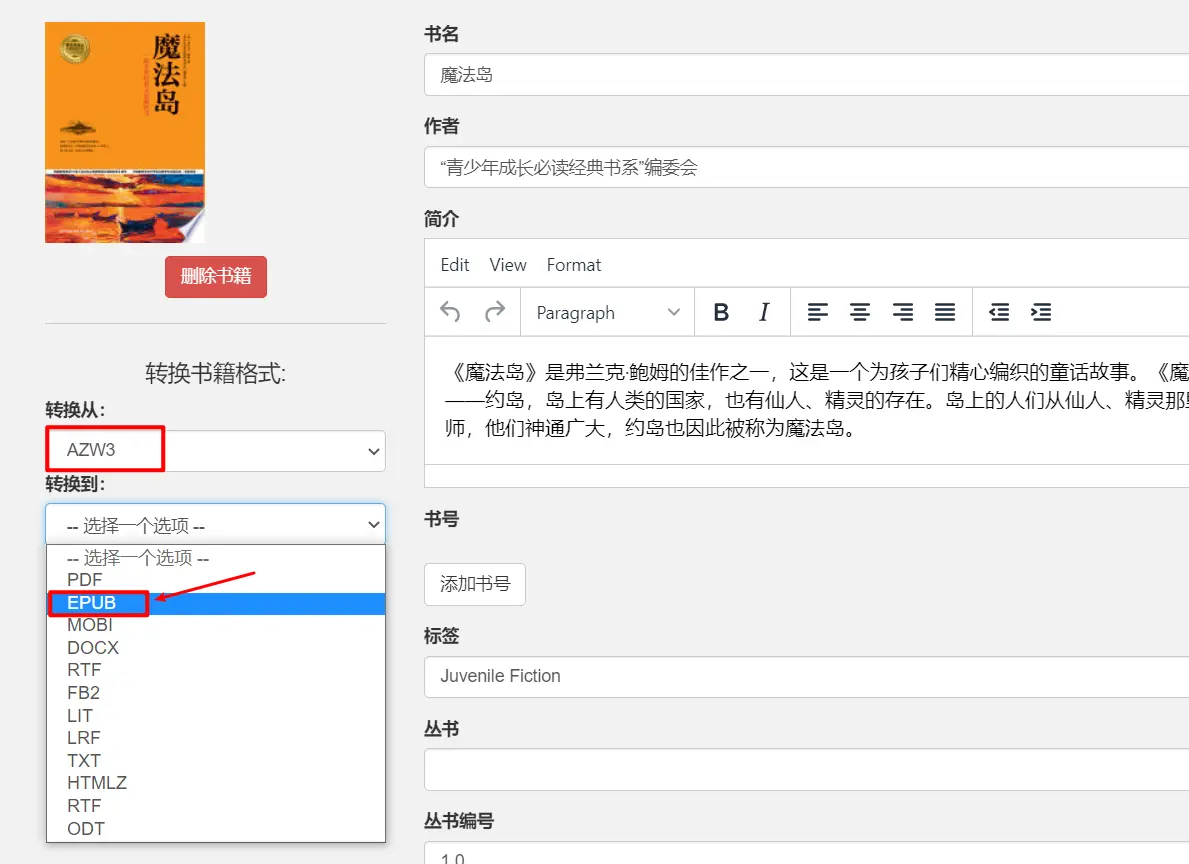 魔法岛
删除书籍
转换书籍格式:
转换从:
AZW3
转换到:
-- 选择一个选项 --
-- 选择一个选项 --
PDF
EPUB
MOBI
DOCX
RTF
FB2
LIT
LRF
TXT
HTMLZ
RTF
ODT
书名
魔法岛
作者
“青少年成长必读经典书系”编委会
简介
Edit View Format
Paragraph B I
《魔法岛》是弗兰克·鲍姆的佳作之一，这是一个为孩子们精心编织的童话故事。《魔
——约岛，岛上有人类的国家，也有仙人、精灵的存在。岛上的人们从仙人、精灵那里
师，他们神通广大，约岛也因此被称为魔法岛。
书号
添加书号
标签
Juvenile Fiction
丛书
丛书编号
1.0